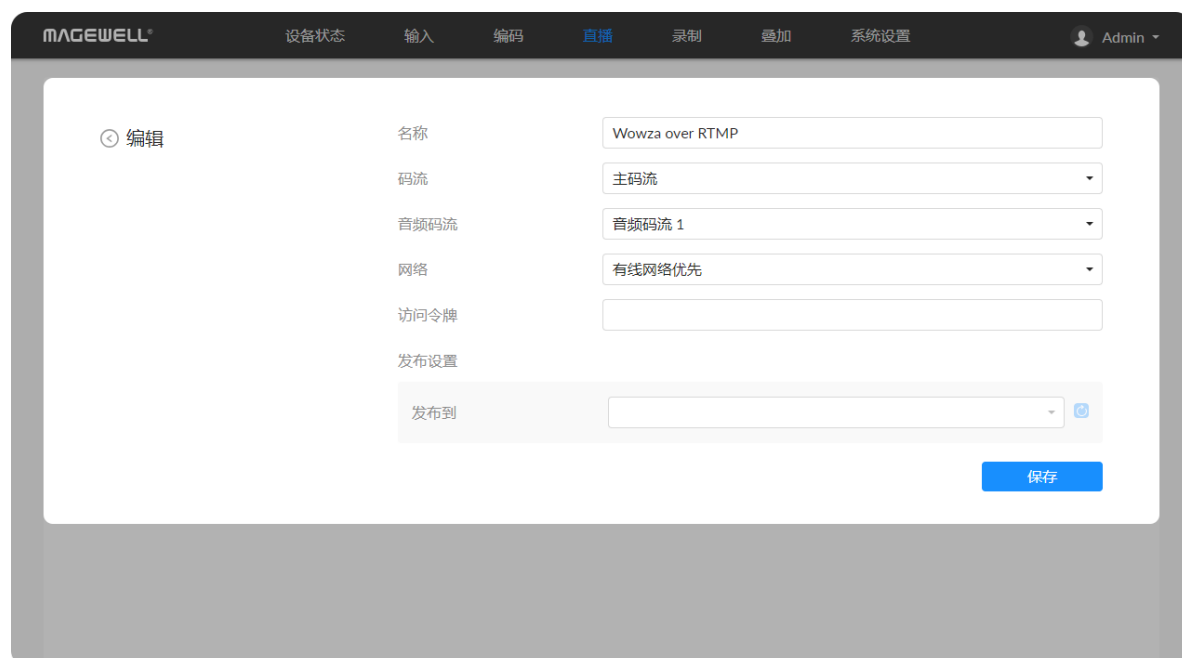 MAGEWELL® 设备状态 输入 编码 直播 录制 叠加 系统设置 Admin
编辑
名称 Wowza over RTMP
码流 主码流
音频码流 音频码流 1
网络 有线网络优先
访问令牌
发布设置
发布到
保存